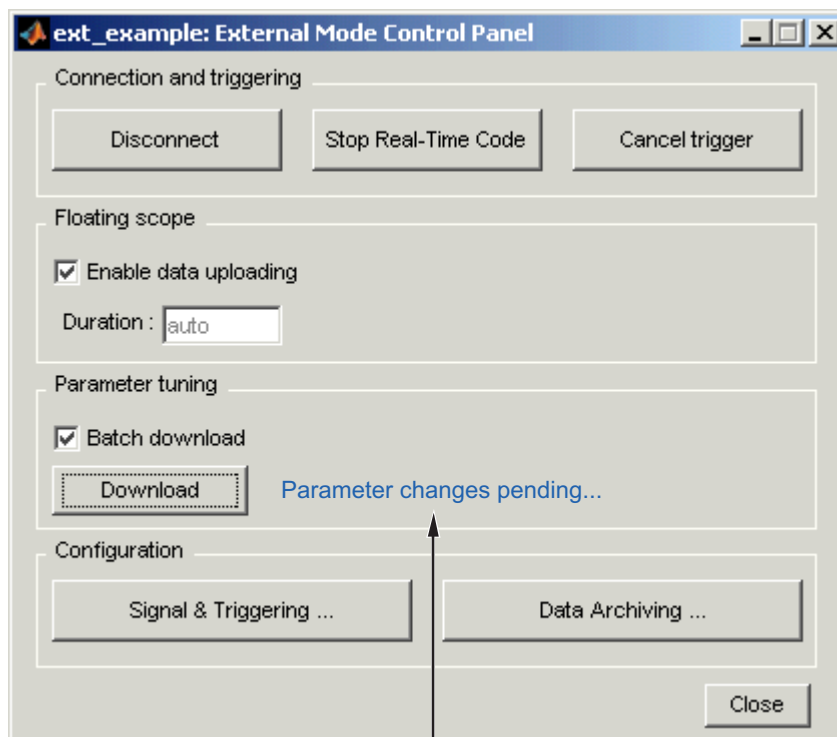 ext_example: External Mode Control Panel
Connection and triggering
Disconnect Stop Real-Time Code Cancel trigger
Floating scope
Enable data uploading
Duration : auto
Parameter tuning
Batch download
Download Parameter changes pending...
Configuration
Signal & Triggering ... Data Archiving ...
Close